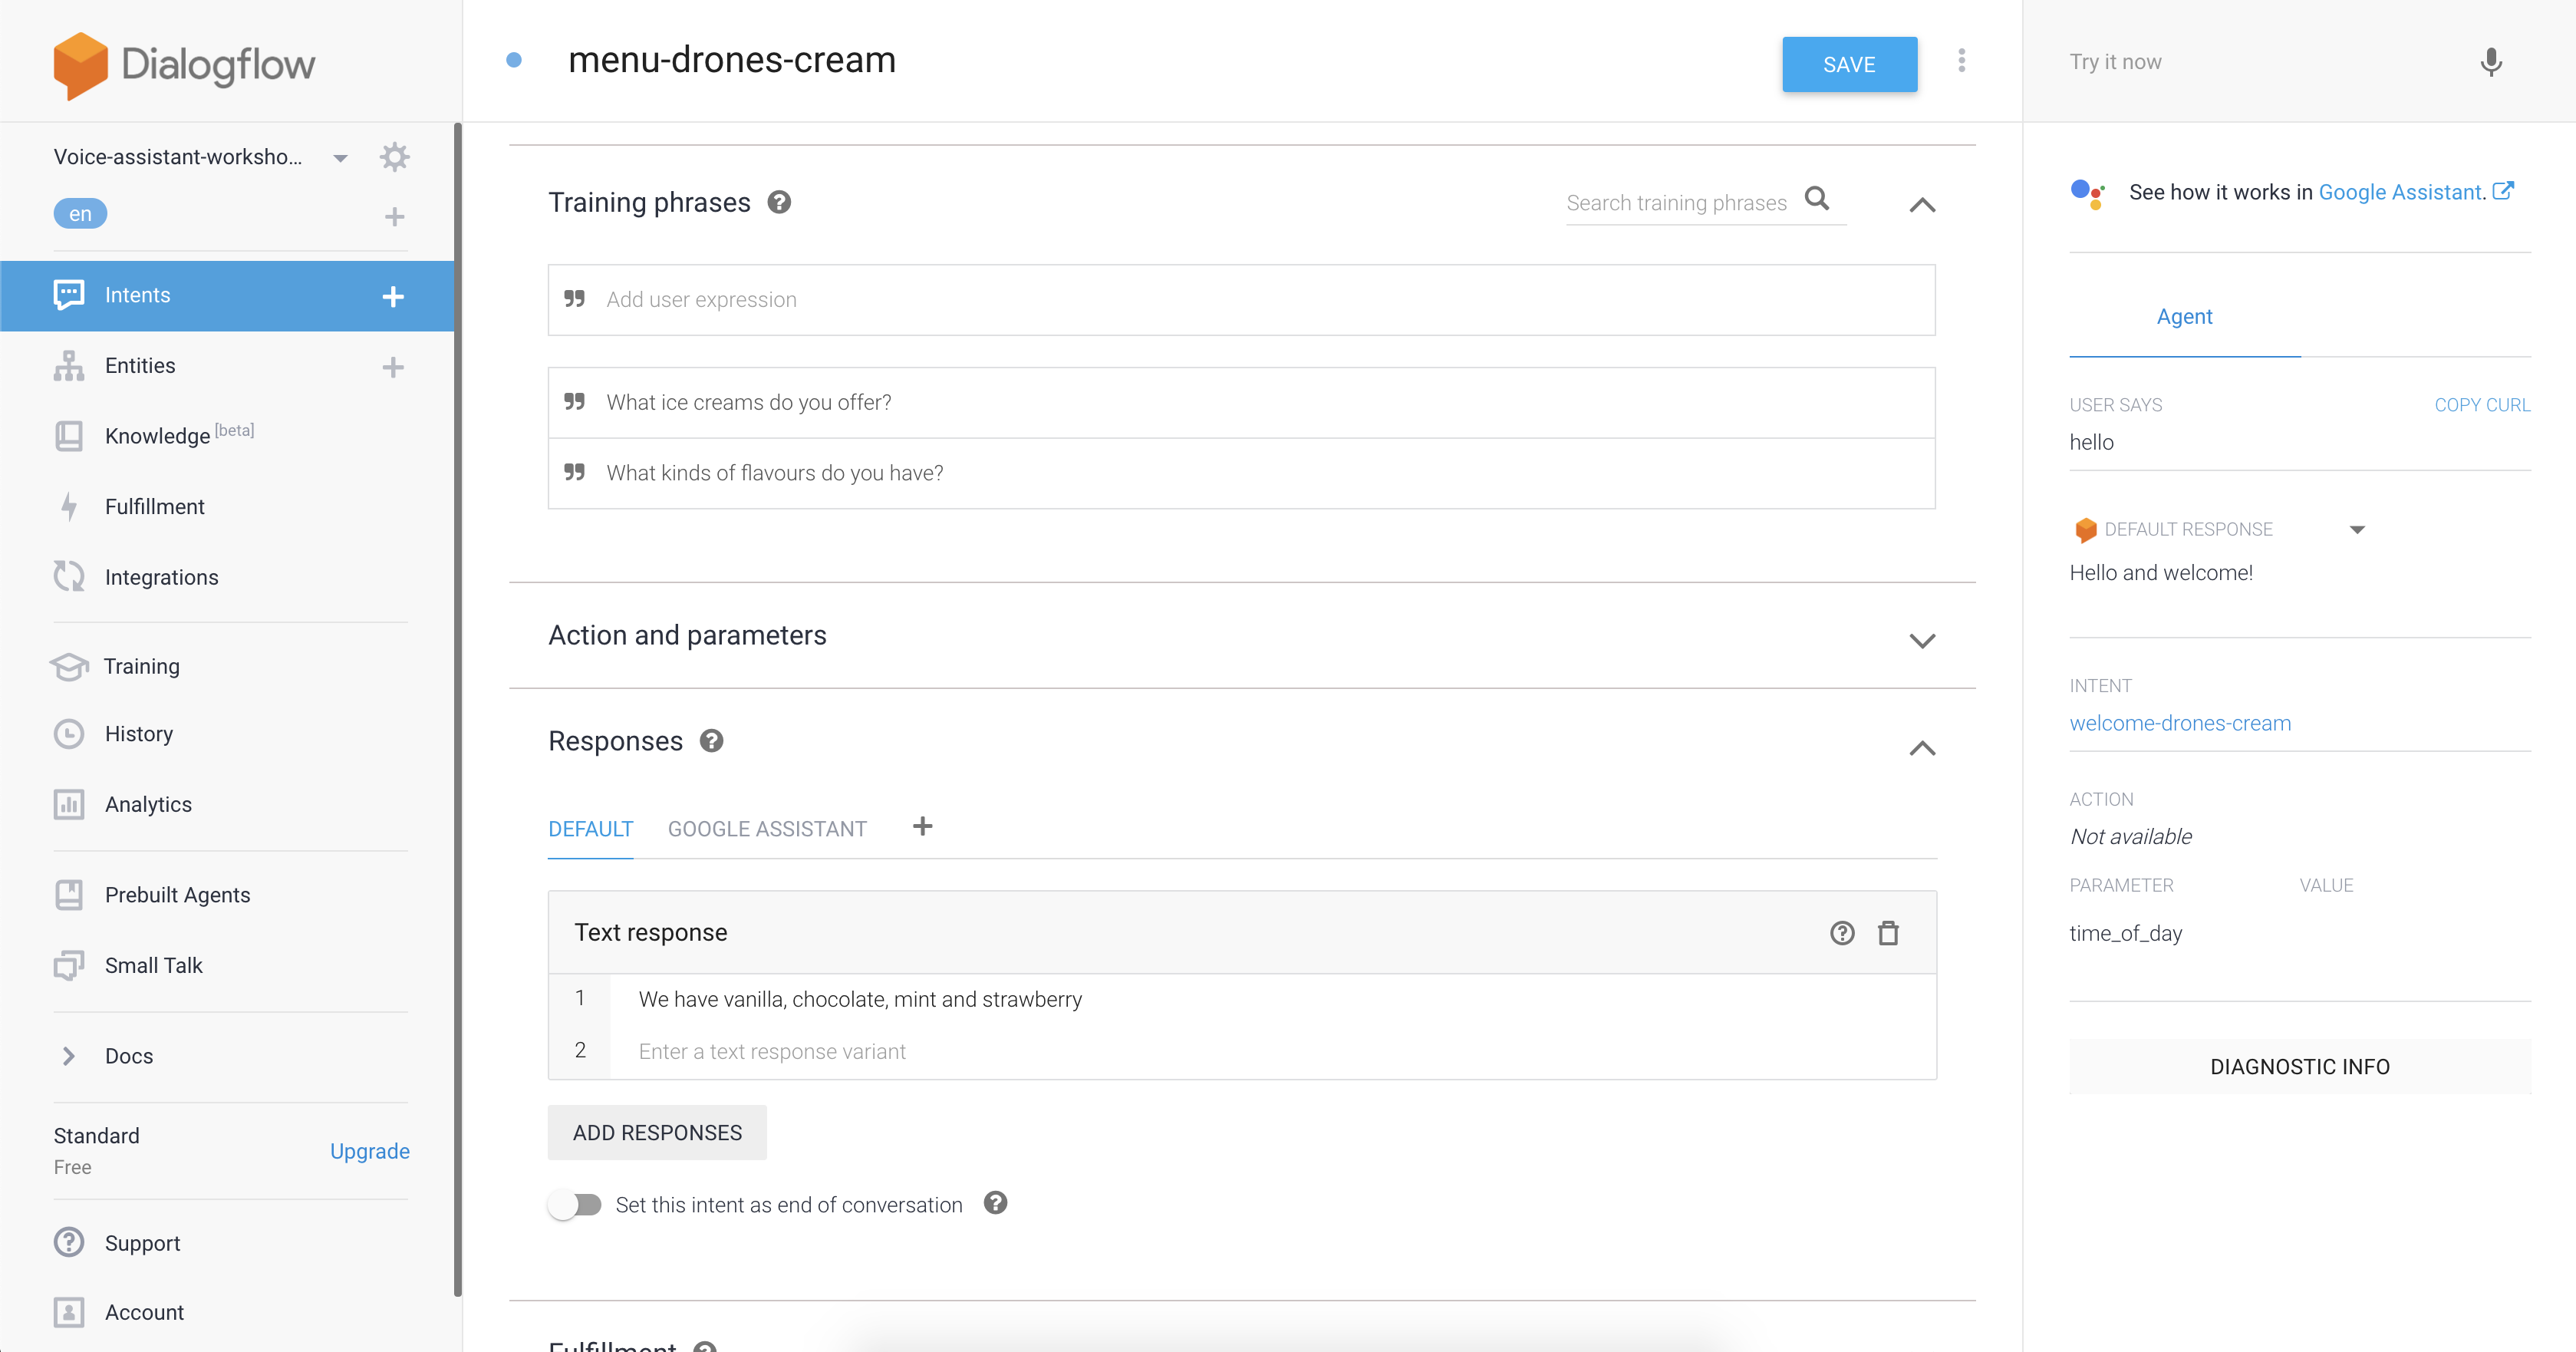 Dialogflow
Voice-assistant-worksho...
en
Intents
Entities
Knowledge [beta]
Fulfillment
Integrations
Training
History
Analytics
Prebuilt Agents
Small Talk
Docs
Standard
Free
Upgrade
Support
Account
menu-drones-cream
SAVE
Training phrases
Search training phrases
Add user expression
What ice creams do you offer?
What kinds of flavours do you have?
Action and parameters
Responses
DEFAULT GOOGLE ASSISTANT
Text response
1 We have vanilla, chocolate, mint and strawberry
2 Enter a text response variant
ADD RESPONSES
Set this intent as end of conversation
Fulfillment
Try it now
See how it works in Google Assistant.
Agent
USER SAYS COPY CURL
hello
DEFAULT RESPONSE
Hello and welcome!
INTENT
welcome-drones-cream
ACTION
Not available
PARAMETER VALUE
time_of_day
DIAGNOSTIC INFO